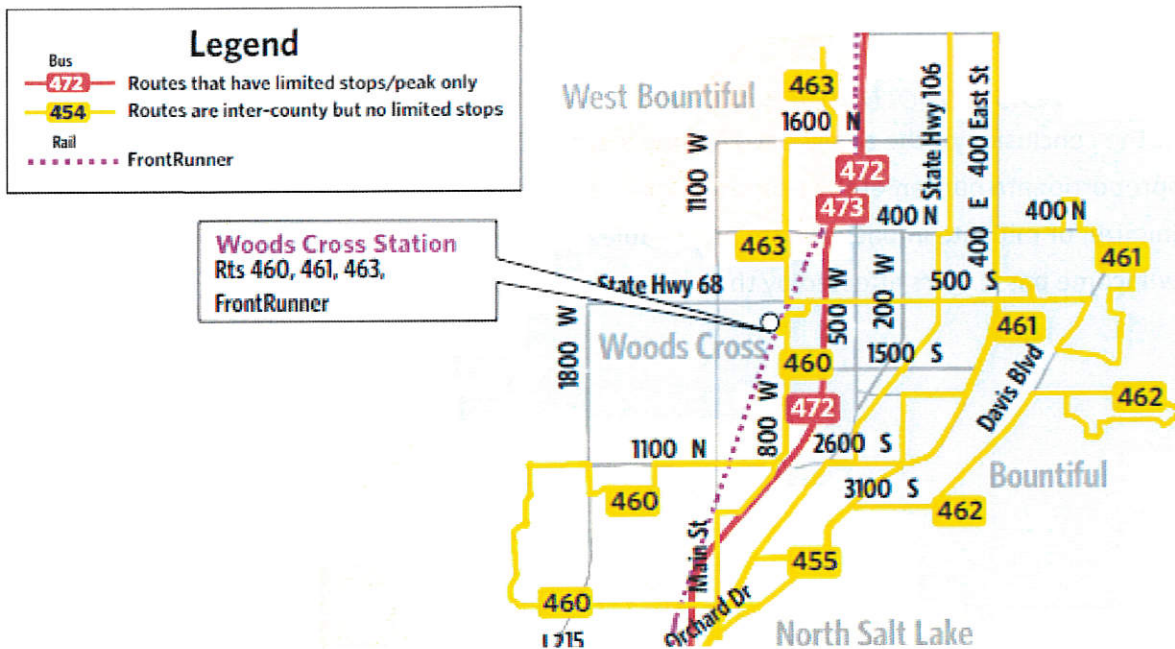 Legend
Bus
472 Routes that have limited stops/peak only
454 Routes are inter-county but no limited stops
Rail
FrontRunner
Woods Cross Station
Rts 460, 461, 463,
FrontRunner
West Bountiful
463
1600 N
1100 W
State Hwy 106
400 East St
472
473
400 N
400 E
400 N
463
461
State Hwy 68
500 W
200 W
500 S
461
1800 W
Woods Cross
460
1500 S
Davis Blvd
472
462
800 W
1100 N
2600 S
Bountiful
460
3100 S
462
Main St
455
460
Orchard Dr
I 215
North Salt Lake